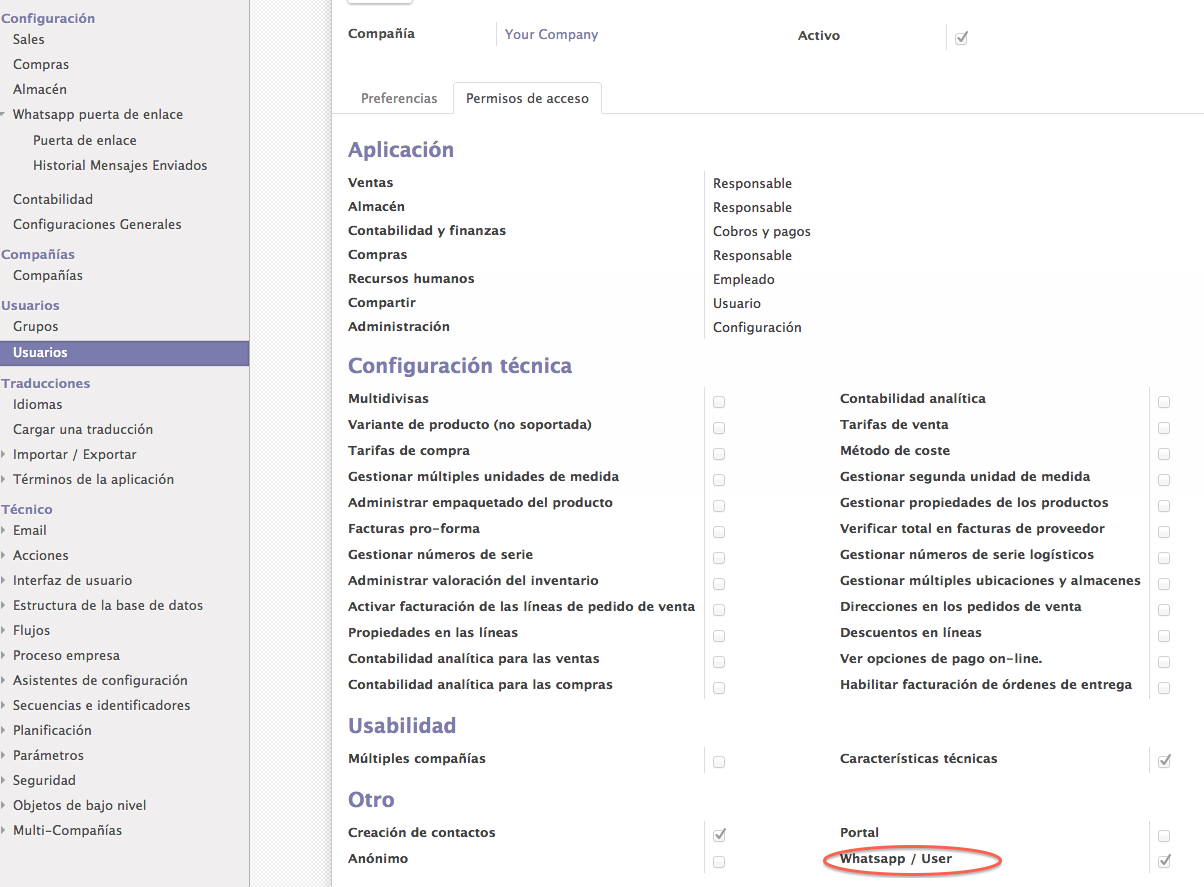 Configuración
Sales
Compras
Almacén
Whatsapp puerta de enlace
Puerta de enlace
Historial Mensajes Enviados
Contabilidad
Configuraciones Generales
Compañías
Compañías
Usuarios
Grupos
Usuarios
Traducciones
Idiomas
Cargar una traducción
Importar / Exportar
Términos de la aplicación
Técnico
Email
Acciones
Interfaz de usuario
Estructura de la base de datos
Flujos
Proceso empresa
Asistentes de configuración
Secuencias e identificadores
Planificación
Parámetros
Seguridad
Objetos de bajo nivel
Multi-Compañías
Compañía Your Company Activo
Preferencias Permisos de acceso
Aplicación
Ventas Responsable
Almacén Responsable
Contabilidad y finanzas Cobros y pagos
Compras Responsable
Recursos humanos Empleado
Compartir Usuario
Administración Configuración
Configuración técnica
Multidivisas Contabilidad analítica
Variante de producto (no soportada) Tarifas de venta
Tarifas de compra Método de coste
Gestionar múltiples unidades de medida Gestionar segunda unidad de medida
Administrar empaquetado del producto Gestionar propiedades de los productos
Facturas pro-forma Verificar total en facturas de proveedor
Gestionar números de serie Gestionar números de serie logísticos
Administrar valoración del inventario Gestionar múltiples ubicaciones y almacenes
Activar facturación de las líneas de pedido de venta Direcciones en los pedidos de venta
Propiedades en las líneas Descuentos en líneas
Contabilidad analítica para las ventas Ver opciones de pago on-line.
Contabilidad analítica para las compras Habilitar facturación de órdenes de entrega
Usabilidad
Múltiples compañías Características técnicas
Otro
Creación de contactos Portal
Anónimo Whatsapp / User